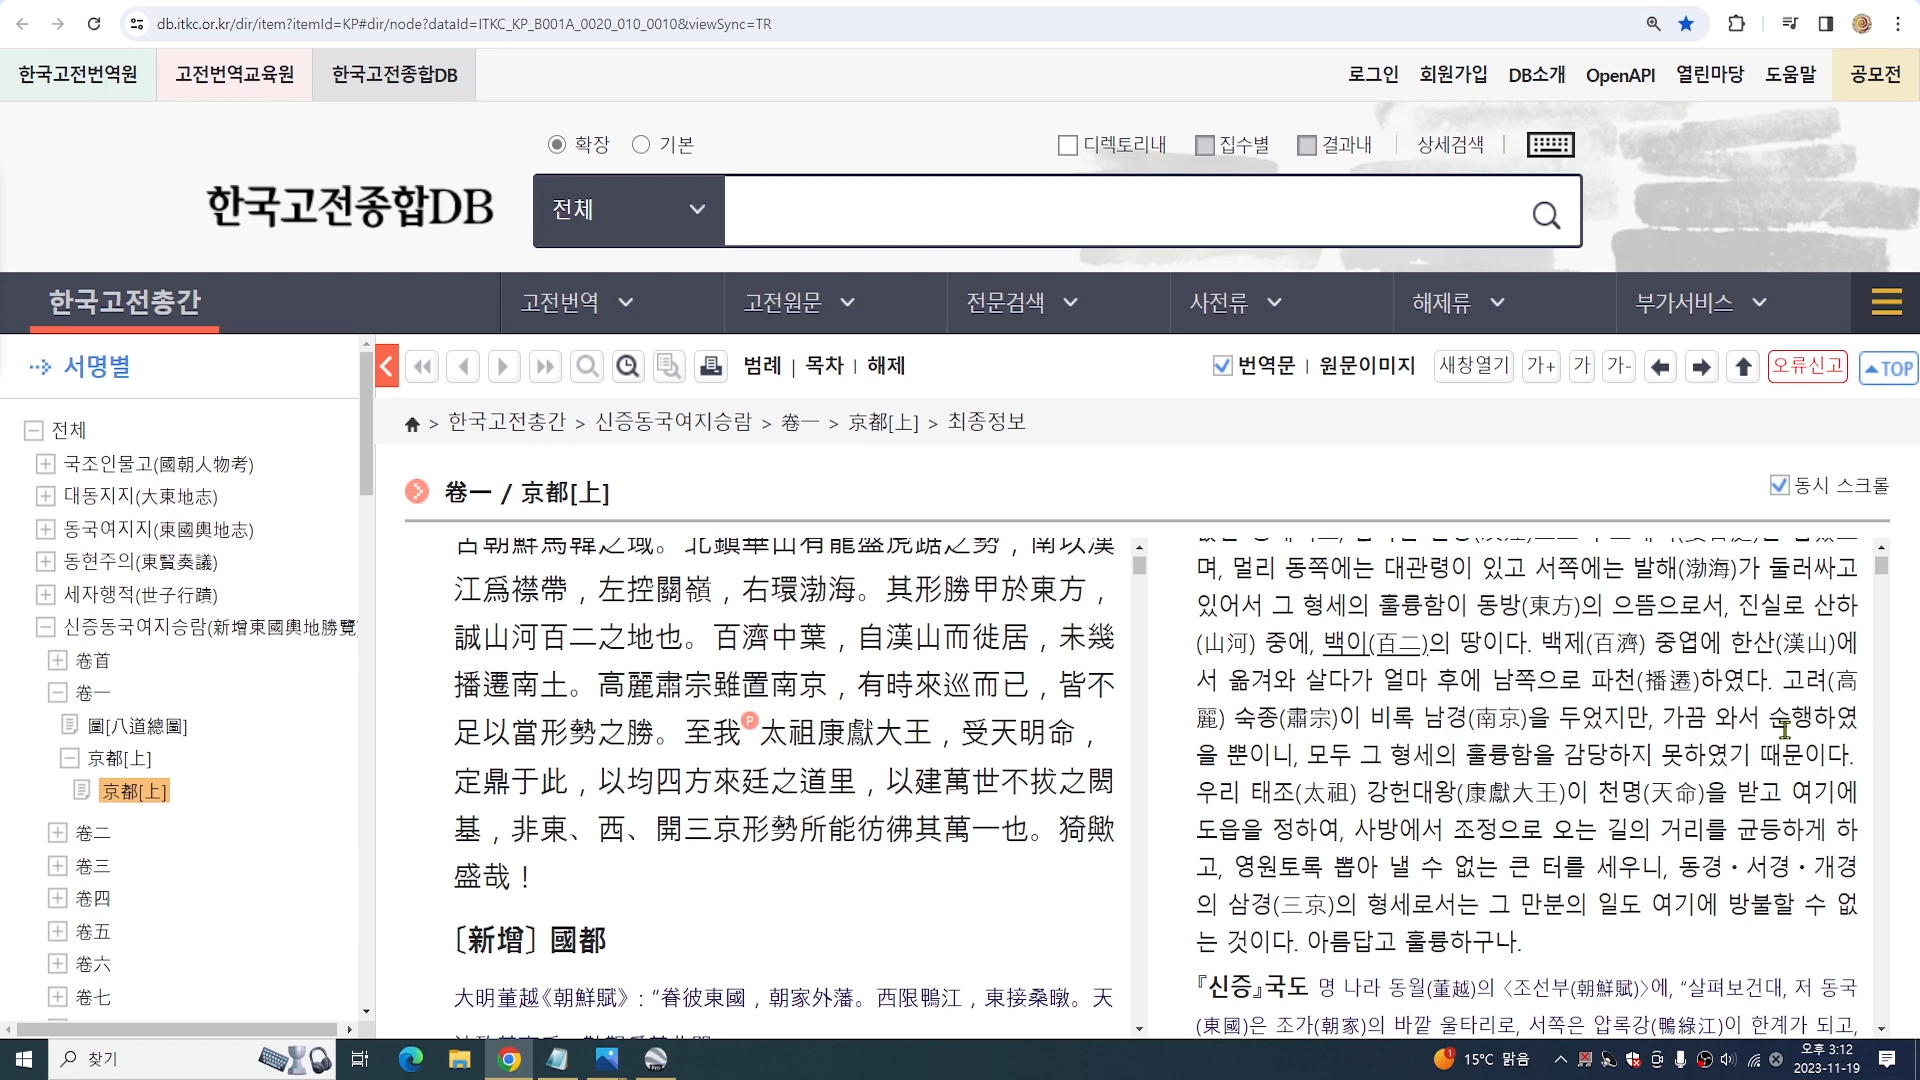 db.itkc.or.kr/dir/item?itemId=KP#dir/node?dataId=ITKC_KP_B001A_0020_010_0010&viewSync=TR
한국고전번역원 고전번역교육원 한국고전종합DB
로그인 회원가입 DB소개 OpenAPI 열린마당 도움말 공모전
확장 기본
디렉토리내 집수별 결과내 | 상세검색 |
한국고전종합DB
전체
한국고전총간
고전번역 고전원문 전문검색 사전류 해제류 부가서비스
서명별
범례 | 목차 | 해제
번역문 | 원문이미지 새창열기 가+ 가 가- 오류신고 TOP
> 한국고전총간 > 신증동국여지승람 > 卷一 > 京都[上] > 최종정보
전체
국조인물고(國朝人物考)
대동지지(大東地志)
동국여지지(東國輿地志)
동현주의(東賢奏議)
세자행적(世子行蹟)
신증동국여지승람(新增東國輿地勝覽
卷首
卷一
圖[八道總圖]
京都[上]
京都[上]
卷二
卷三
卷四
卷五
卷六
卷七
卷一 / 京都[上]
동시 스크롤
古朝鮮馬韓之域。北鎭華山有龍盤虎踞之勢，南以漢
江爲襟帶，左控關嶺，右環渤海。其形勝甲於東方，
誠山河百二之地也。百濟中葉，自漢山而徙居，未幾
播遷南土。高麗肅宗雖置南京，有時來巡而已，皆不
足以當形勢之勝。至我P太祖康獻大王，受天明命，
定鼎于此，以均四方來廷之道里，以建萬世不拔之閎
基，非東、西、開三京形勢所能彷彿其萬一也。猗歟
盛哉！
〔新增〕國都
大明董越《朝鮮賦》：“眷彼東國，朝家外藩。西限鴨江，東接桑暾。天
며, 멀리 동쪽에는 대관령이 있고 서쪽에는 발해(渤海)가 둘러싸고
있어서 그 형세의 훌륭함이 동방(東方)의 으뜸으로서, 진실로 산하
(山河) 중에, 백이(百二)의 땅이다. 백제(百濟) 중엽에 한산(漢山)에
서 옮겨와 살다가 얼마 후에 남쪽으로 파천(播遷)하였다. 고려(高
麗) 숙종(肅宗)이 비록 남경(南京)을 두었지만, 가끔 와서 순행하였
을 뿐이니, 모두 그 형세의 훌륭함을 감당하지 못하였기 때문이다.
우리 태조(太祖) 강헌대왕(康獻大王)이 천명(天命)을 받고 여기에
도읍을 정하여, 사방에서 조정으로 오는 길의 거리를 균등하게 하
고, 영원토록 뽑아 낼 수 없는 큰 터를 세우니, 동경·서경·개경
의 삼경(三京)의 형세로서는 그 만분의 일도 여기에 방불할 수 없
는 것이다. 아름답고 훌륭하구나.
『신증』국도 명 나라 동월(董越)의 〈조선부(朝鮮賦)〉에, “살펴보건대, 저 동국
(東國)은 조가(朝家)의 바깥 울타리로, 서쪽은 압록강(鴨綠江)이 한계가 되고,
찾기
1
15°C 맑음
오후 3:12
2023-11-19